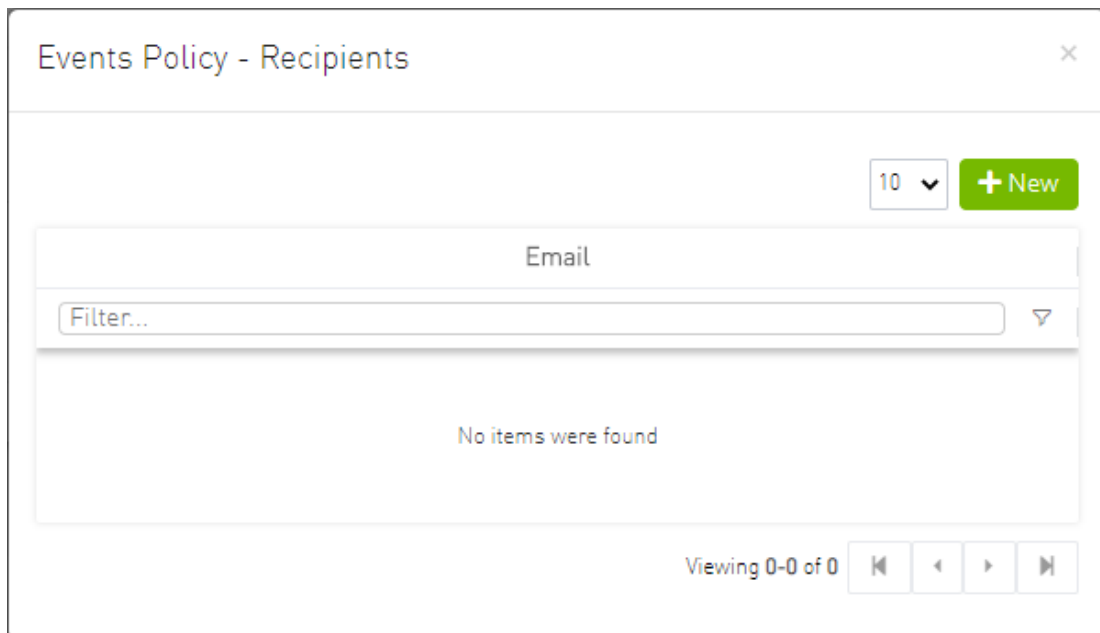 Events Policy - Recipients ×
10 + New
Email
Filter...
No items were found
Viewing 0-0 of 0